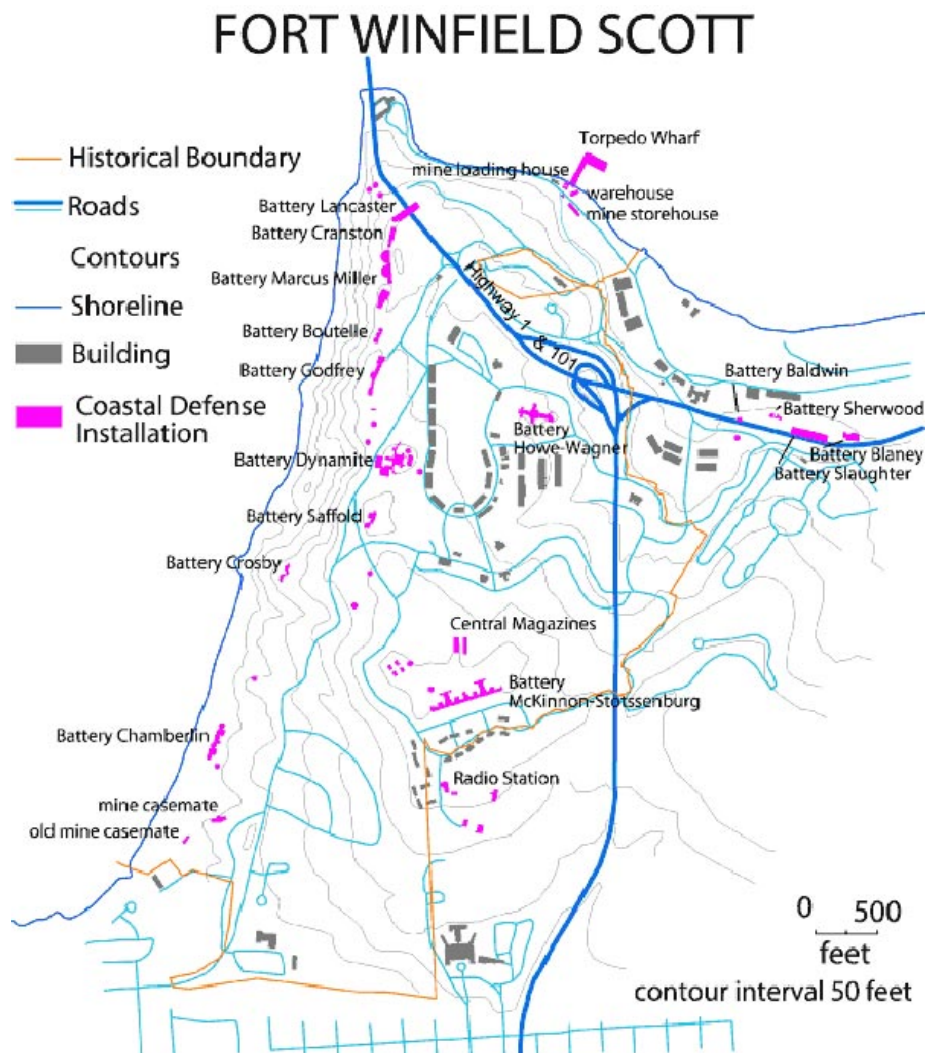 FORT WINFIELD SCOTT
Historical Boundary
Roads
Contours
Shoreline
Building
Coastal Defense
Installation
Torpedo Wharf
mine loading house
warehouse
mine storehouse
Battery Lancaster
Battery Cranston
Battery Marcus Miller
Battery Boutelle
Battery Godfrey
Highway 1 & 101
Battery Baldwin
Battery Sherwood
Battery Blaney
Battery Slaughter
Battery
Howe-Wagner
Battery Dynamite
Battery Saffold
Battery Crosby
Central Magazines
Battery
McKinnon-Stotssenburg
Battery Chamberlin
Radio Station
mine casemate
old mine casemate
0 500
feet
contour interval 50 feet